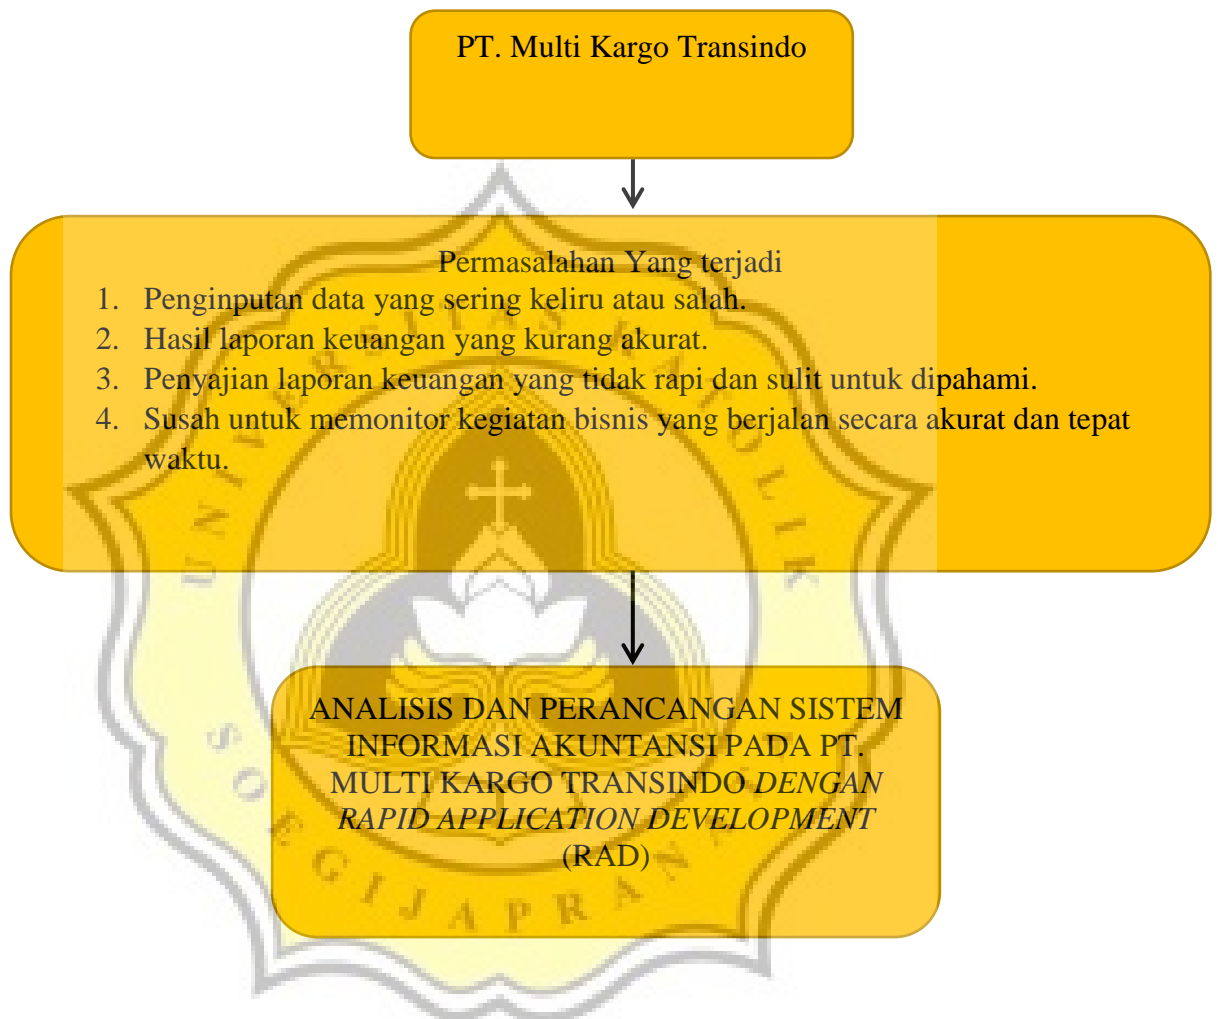 PT. Multi Kargo Transindo
Permasalahan Yang terjadi
1. Penginputan data yang sering keliru atau salah.
2. Hasil laporan keuangan yang kurang akurat.
3. Penyajian laporan keuangan yang tidak rapi dan sulit untuk dipahami.
4. Susah untuk memonitor kegiatan bisnis yang berjalan secara akurat dan tepat
waktu.
ANALISIS DAN PERANCANGAN SISTEM
INFORMASI AKUNTANSI PADA PT.
MULTI KARGO TRANSINDO DENGAN
RAPID APPLICATION DEVELOPMENT
(RAD)
UNIVERSITAS KATOLIK
SOEGIJAPRANATA